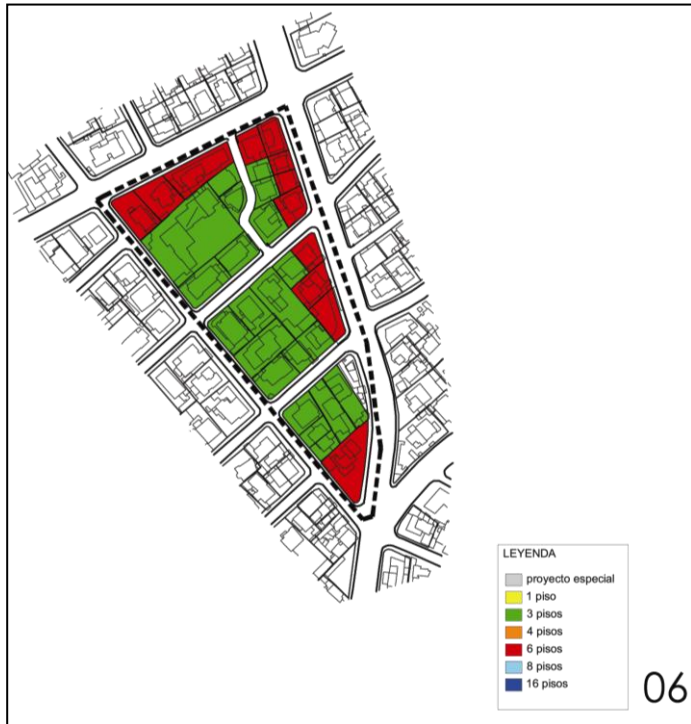 LEYENDA
proyecto especial
1 piso
3 pisos
4 pisos
6 pisos
8 pisos
16 pisos
06